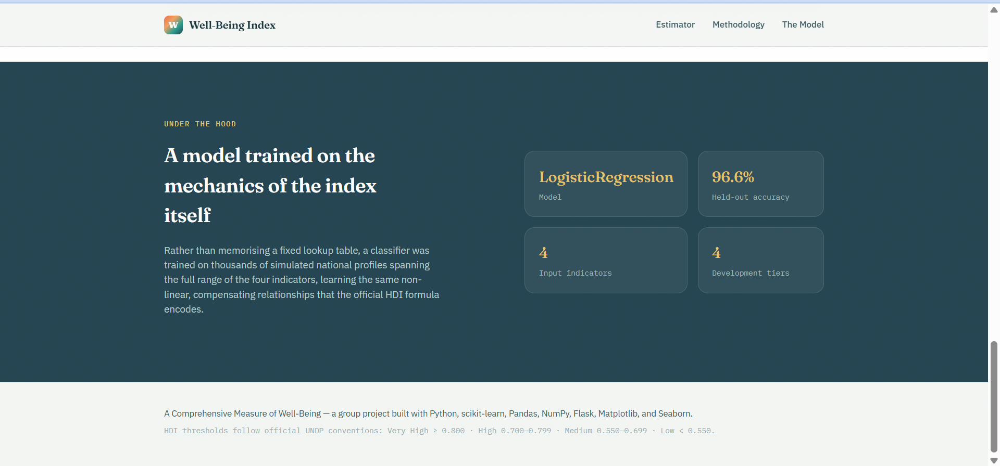 W Well-Being Index
Estimator Methodology The Model
UNDER THE HOOD
A model trained on the
mechanics of the index
itself
Rather than memorising a fixed lookup table, a classifier was
trained on thousands of simulated national profiles spanning
the full range of the four indicators, learning the same non-
linear, compensating relationships that the official HDI formula
encodes.
LogisticRegression
Model
96.6%
Held-out accuracy
4
Input indicators
4
Development tiers
A Comprehensive Measure of Well-Being — a group project built with Python, scikit-learn, Pandas, NumPy, Flask, Matplotlib, and Seaborn.
HDI thresholds follow official UNDP conventions: Very High ≥ 0.800 · High 0.700–0.799 · Medium 0.550–0.699 · Low < 0.550.